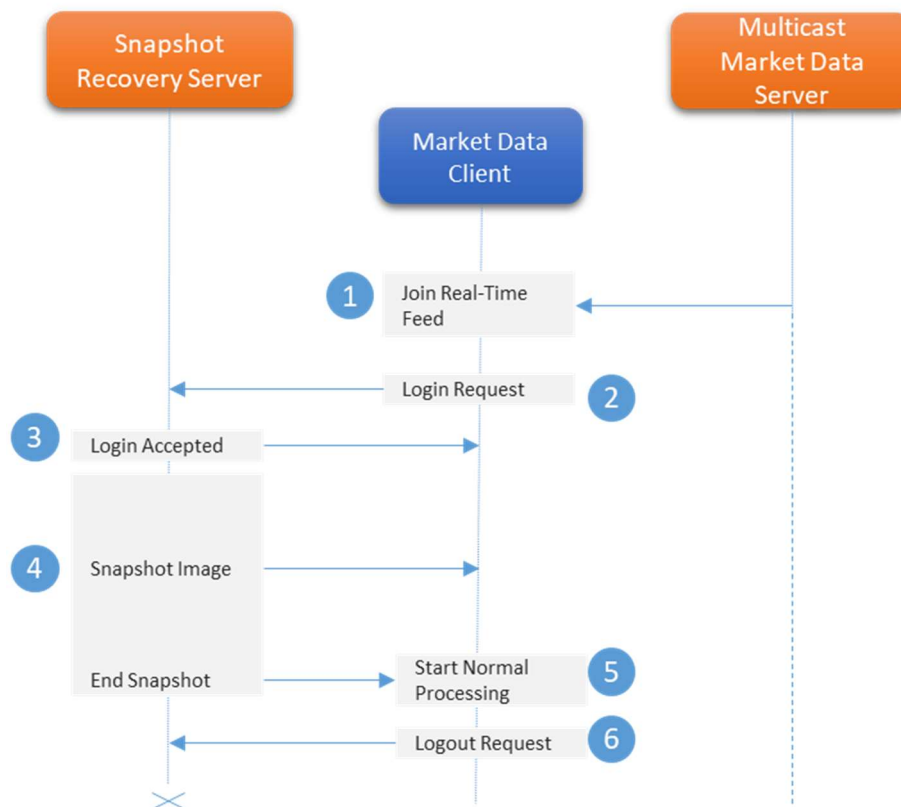 Snapshot
Recovery Server
Multicast
Market Data
Server
Market Data
Client
1
Join Real-Time
Feed
Login Request
2
3
Login Accepted
4
Snapshot Image
End Snapshot
Start Normal
Processing
5
Logout Request
6